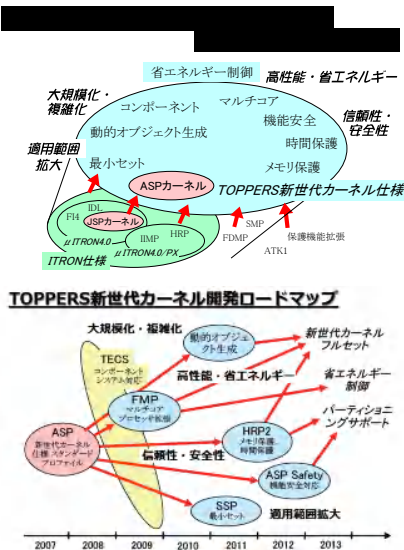 省エネルギー制御
高性能・省エネルギー
大規模化・
複雑化
コンポーネント
マルチコア
機能安全
信頼性・
安全性
動的オブジェクト生成
時間保護
適用範囲
拡大
最小セット
メモリ保護
ASPカーネル
TOPPERS新世代カーネル仕様
IDL
FI4
JSPカーネル
μITRON4.0
IIMP
HRP
μITRON4.0/PX
ITRON仕様
FDMP
SMP
ATK1
保護機能拡張
TOPPERS新世代カーネル開発ロードマップ
大規模化・複雑化
動的オブジェ
クト生成
新世代カーネル
フルセット
TECS
コンポーネント
システム対応
高性能・省エネルギー
省エネルギー
制御
FMP
マルチコア
プロセッサ拡張
パーティショニ
ングサポート
ASP
新世代カーネル
仕様スタンダード
プロファイル
HRP2
メモリ保護、
時間保護
信頼性・安全性
ASP Safety
機能安全対応
SSP
最小セット
適用範囲拡大
2007
2008
2009
2010
2011
2012
2013